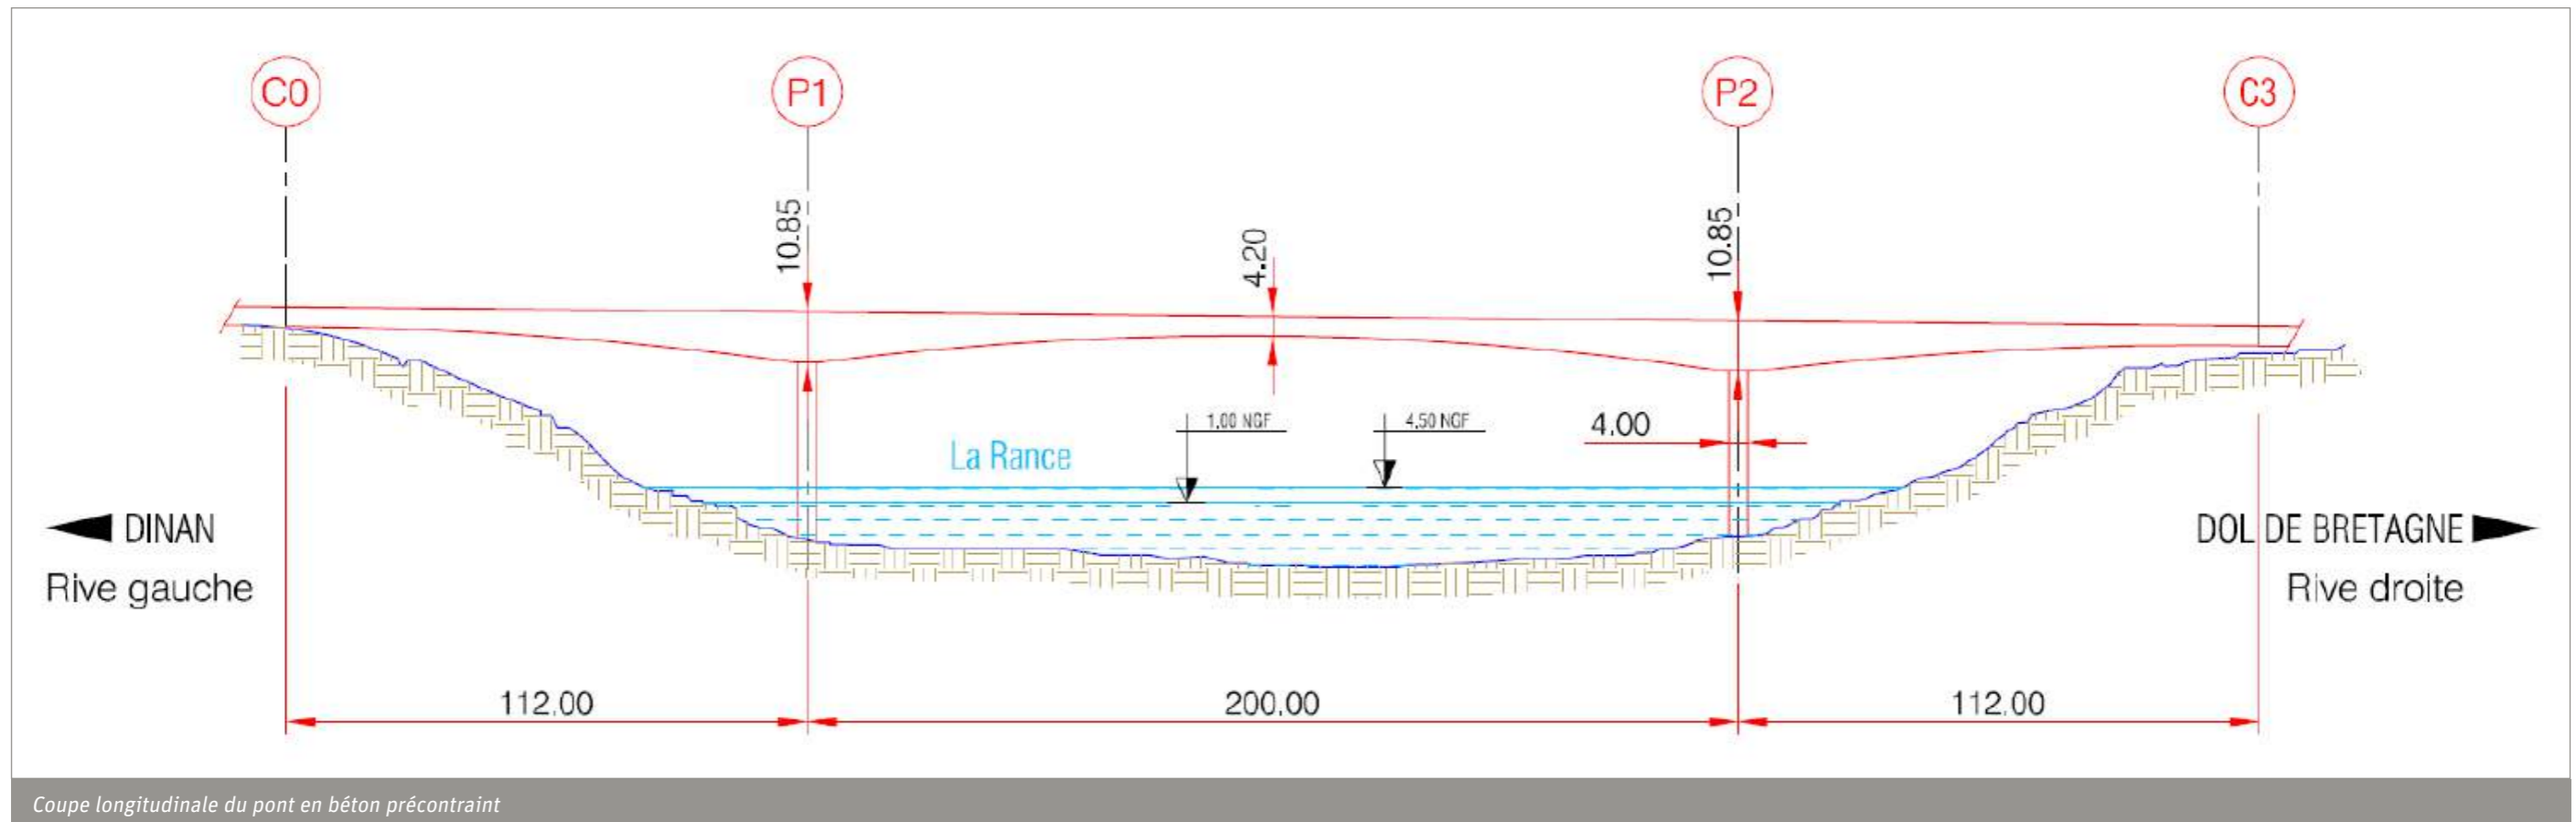 C0
P1
P2
C3
10.85
4.20
10.85
1,00 NGF
4,50 NGF
4.00
La Rance
DINAN
Rive gauche
DOL DE BRETAGNE
Rive droite
112.00
200.00
112.00
Coupe longitudinale du pont en béton précontraint